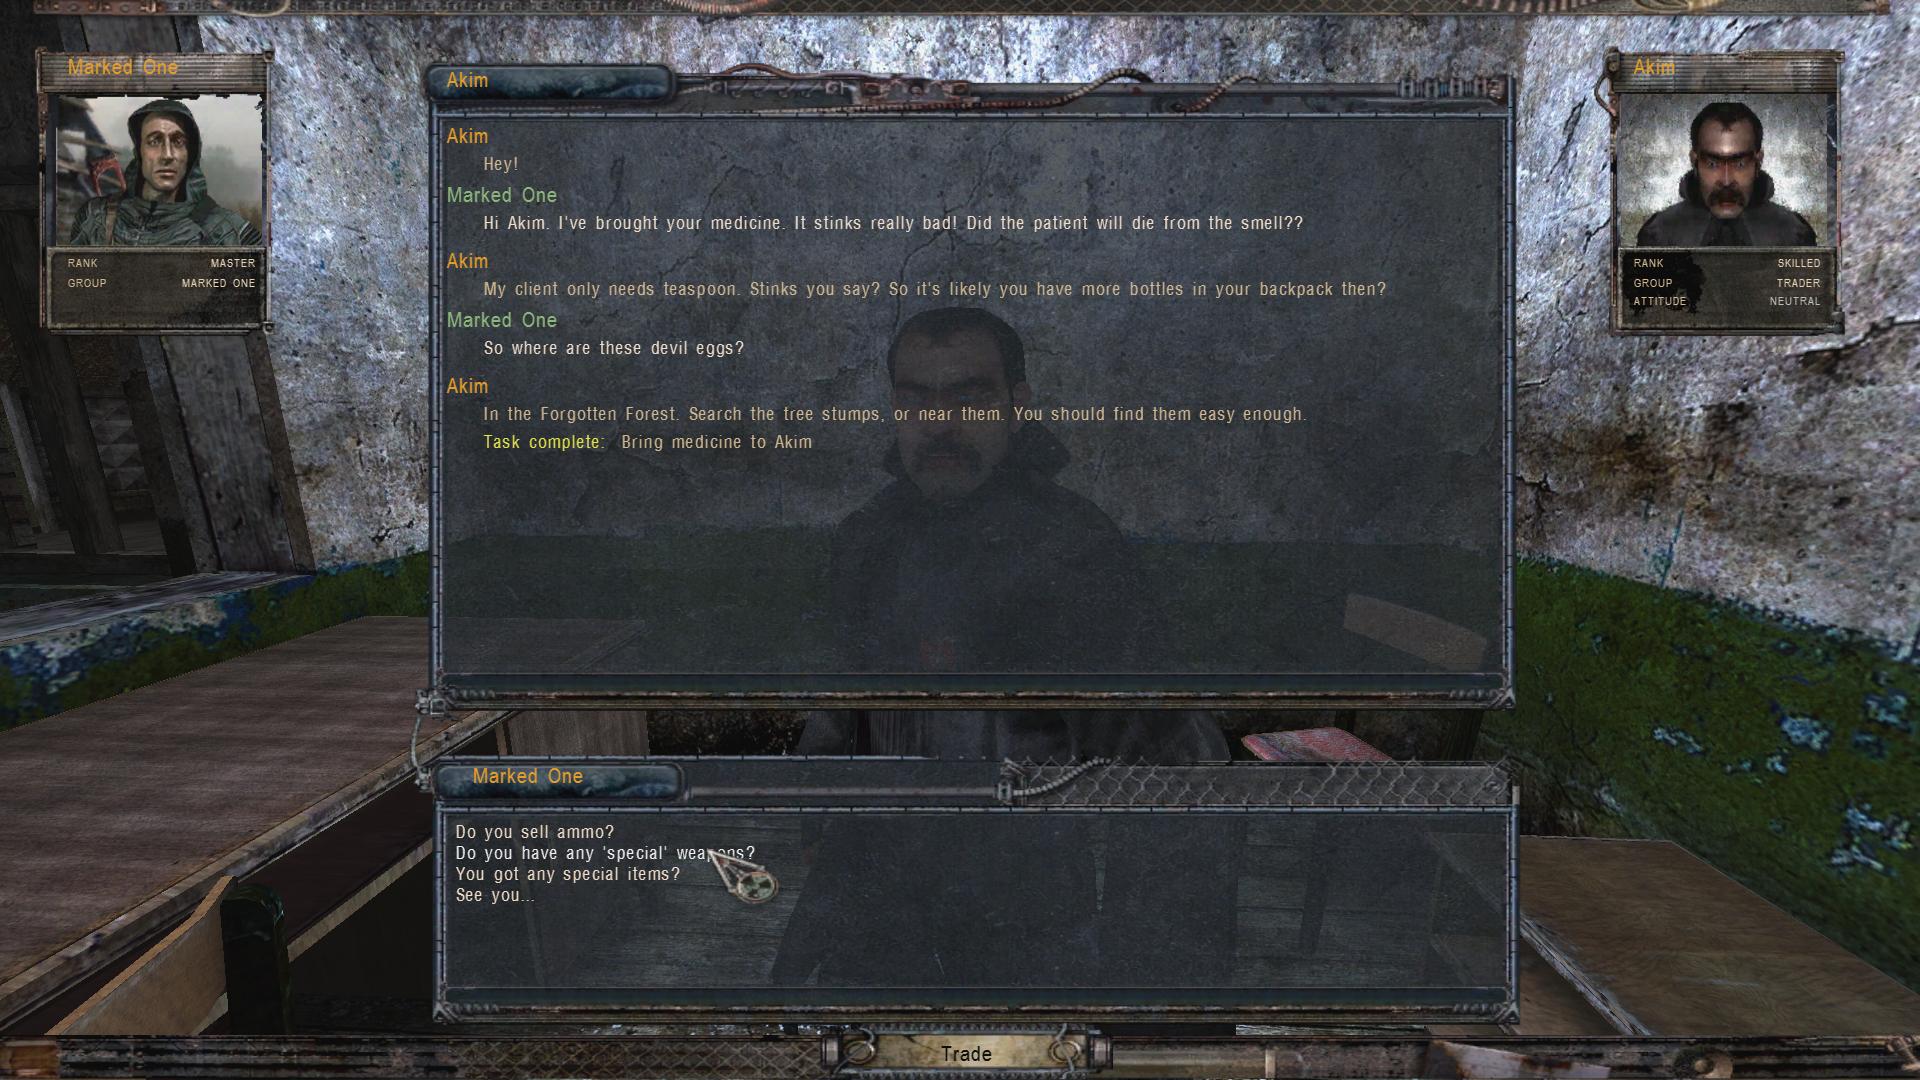 Marked One
RANK MASTER
GROUP MARKED ONE
Akim
Akim
Hey!
Marked One
Hi Akim. I've brought your medicine. It stinks really bad! Did the patient will die from the smell??
Akim
My client only needs teaspoon. Stinks you say? So it's likely you have more bottles in your backpack then?
Marked One
So where are these devil eggs?
Akim
In the Forgotten Forest. Search the tree stumps, or near them. You should find them easy enough.
Task complete: Bring medicine to Akim
Akim
RANK SKILLED
GROUP TRADER
ATTITUDE NEUTRAL
Marked One
Do you sell ammo?
Do you have any 'special' weapons?
You got any special items?
See you...
Trade